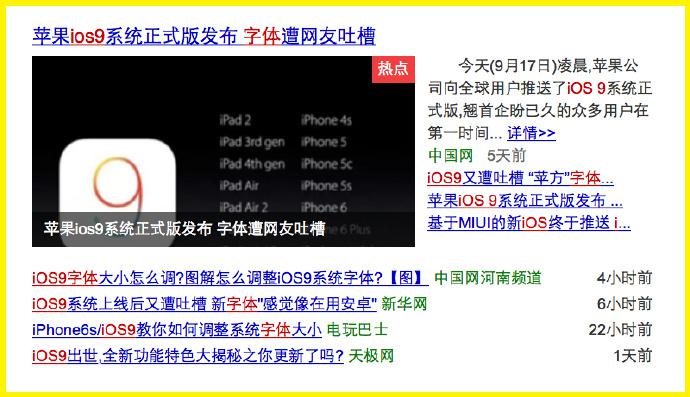 苹果ios9系统正式版发布 字体遭网友吐槽
热点
iPad 2 iPhone 4s
iPad 3rd gen iPhone 5
iPad 4th gen iPhone 5c
iPad Air iPhone 5s
iPad Air 2 iPhone 6
iPhone 6 Plus
9
苹果ios9系统正式版发布 字体遭网友吐槽
今天(9月17日)凌晨,苹果公
司向全球用户推送了iOS 9系统正
式版,翘首企盼已久的众多用户在
第一时间... 详情>>
中国网 5天前
iOS9又遭吐槽 “苹方”字体...
苹果iOS 9系统正式版发布 ...
基于MIUI的新iOS终于推送 i...
iOS9字体大小怎么调?图解怎么调整iOS9系统字体?【图】 中国网河南频道 4小时前
iOS9系统上线后又遭吐槽 新字体"感觉像在用安卓" 新华网 6小时前
iPhone6s/iOS9教你如何调整系统字体大小 电玩巴士 22小时前
iOS9出世,全新功能特色大揭秘之你更新了吗? 天极网 1天前